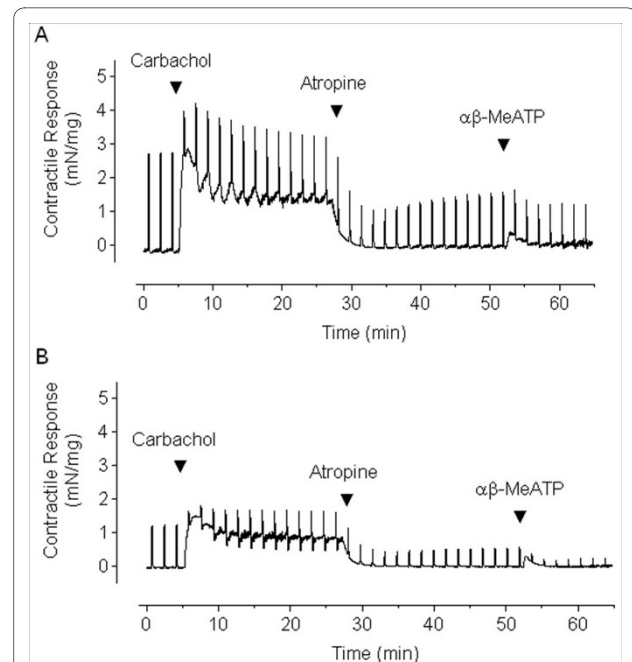 A
Carbachol
Atropine
αβ-MeATP
Contractile Response
(mN/mg)
5
4
3
2
1
0
0 10 20 30 40 50 60
Time (min)
B
Carbachol
Atropine
αβ-MeATP
Contractile Response
(mN/mg)
5
4
3
2
1
0
0 10 20 30 40 50 60
Time (min)